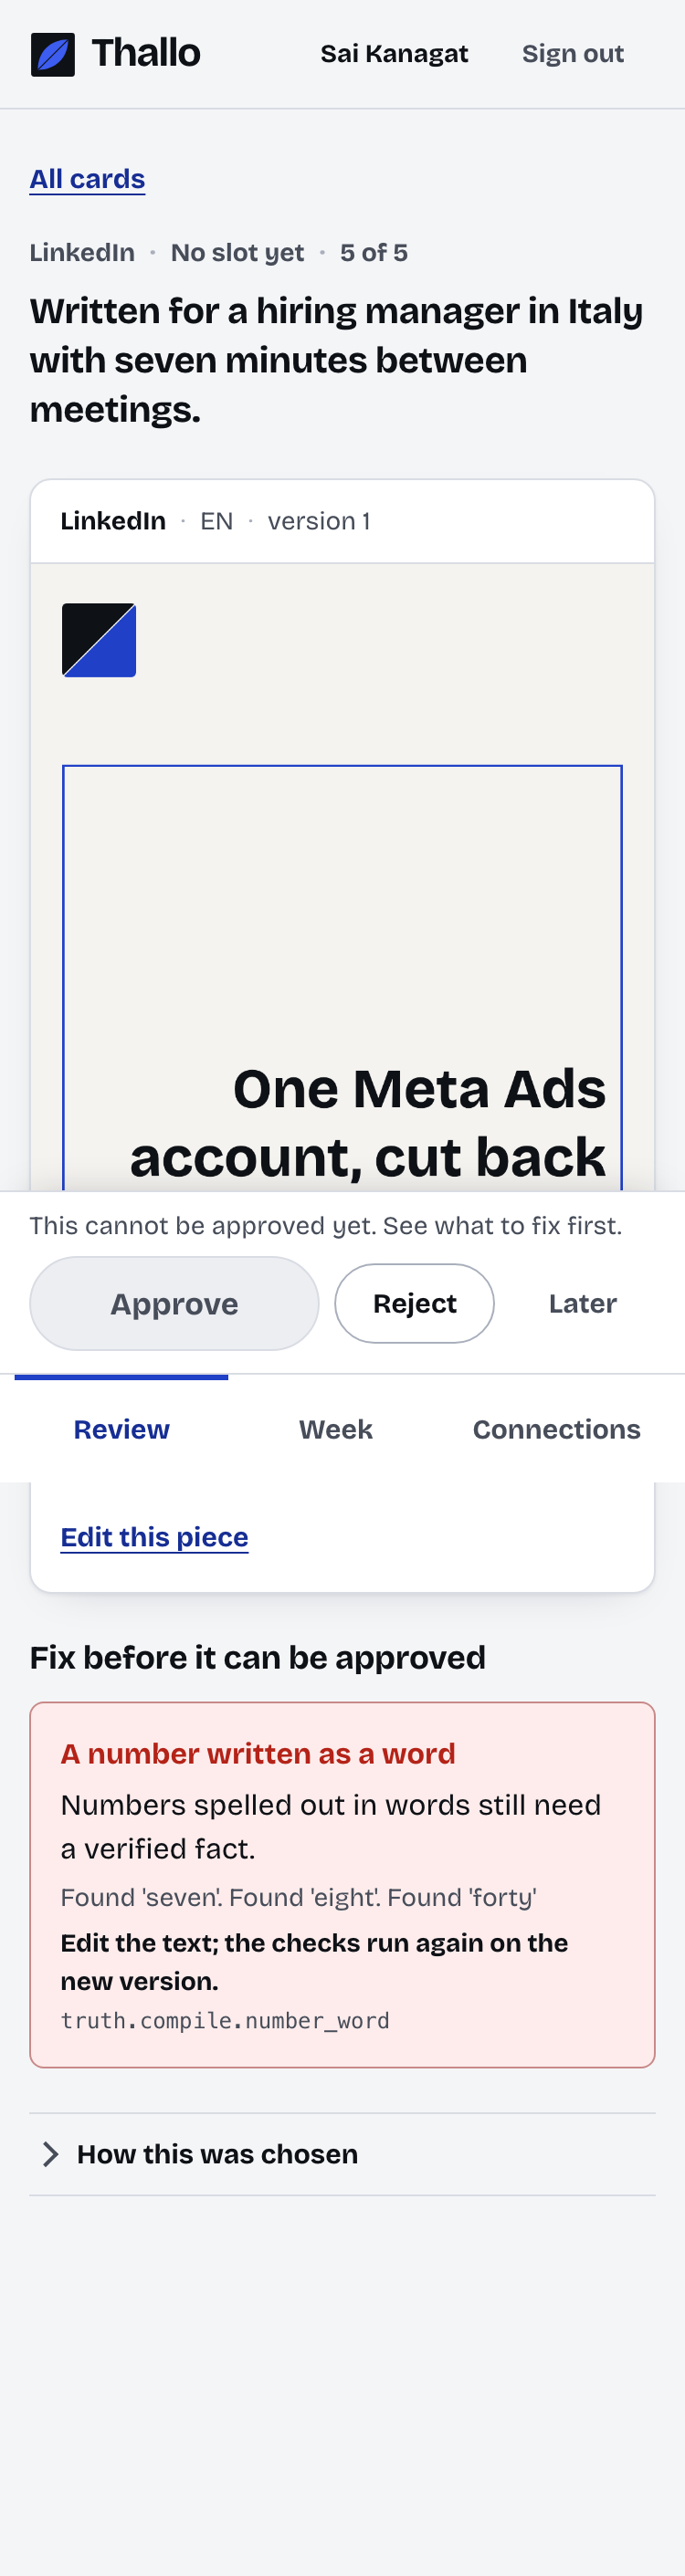 Thallo
Sai Kanagat
Sign out
All cards
LinkedIn · No slot yet · 5 of 5
Written for a hiring manager in Italy
with seven minutes between
meetings.
LinkedIn · EN · version 1
One Meta Ads
account, cut back
This cannot be approved yet. See what to fix first.
Approve
Reject
Later
Review
Week
Connections
Edit this piece
Fix before it can be approved
A number written as a word
Numbers spelled out in words still need
a verified fact.
Found 'seven'. Found 'eight'. Found 'forty'
Edit the text; the checks run again on the
new version.
truth.compile.number_word
How this was chosen